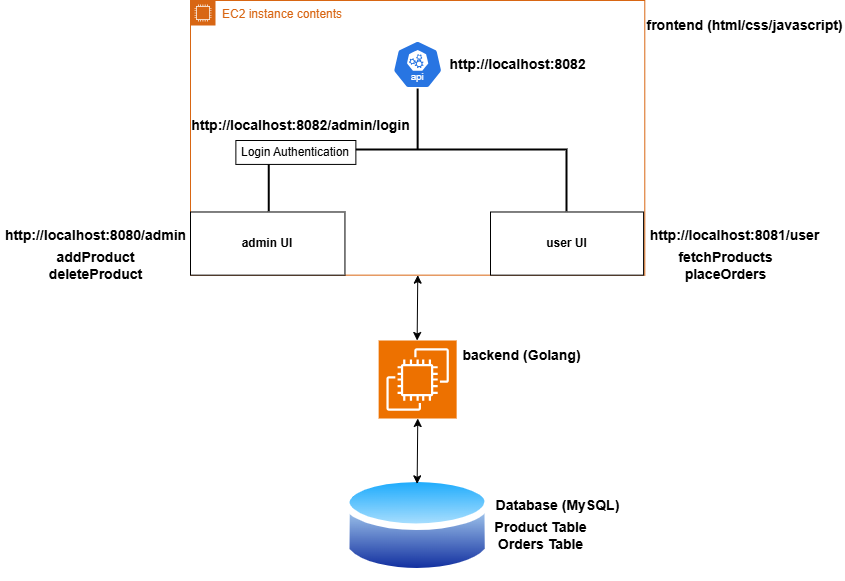 EC2 instance contents
frontend (html/css/javascript)
api
http://localhost:8082
http://localhost:8082/admin/login
Login Authentication
http://localhost:8080/admin
addProduct
deleteProduct
admin UI
user UI
http://localhost:8081/user
fetchProducts
placeOrders
backend (Golang)
Database (MySQL)
Product Table
Orders Table